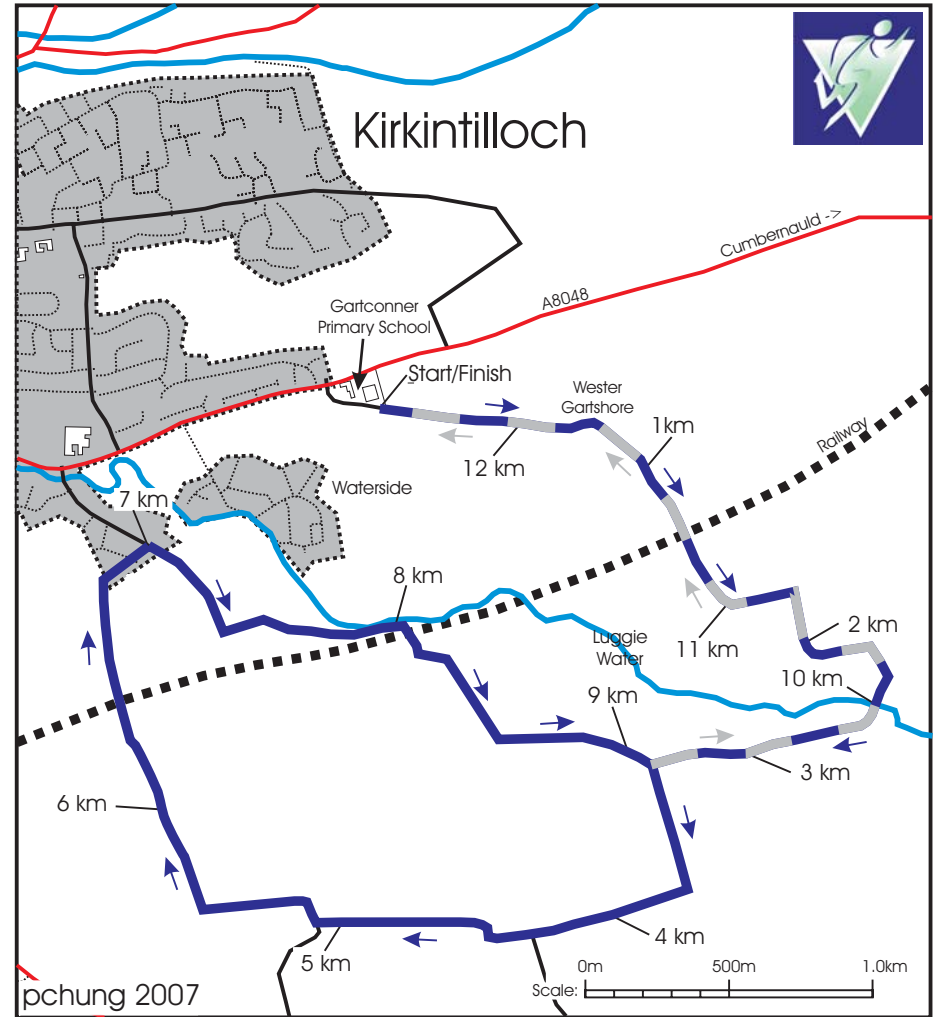 Kirkintilloch
Cumbernauld ->
A8048
Gartconner
Primary School
Start/Finish
Wester
Gartshore
1km
12 km
Railway
Waterside
7 km
8 km
2 km
11 km
Luggie
Water
10 km
9 km
3 km
6 km
4 km
5 km
0m 500m 1.0km
Scale:
pchung 2007